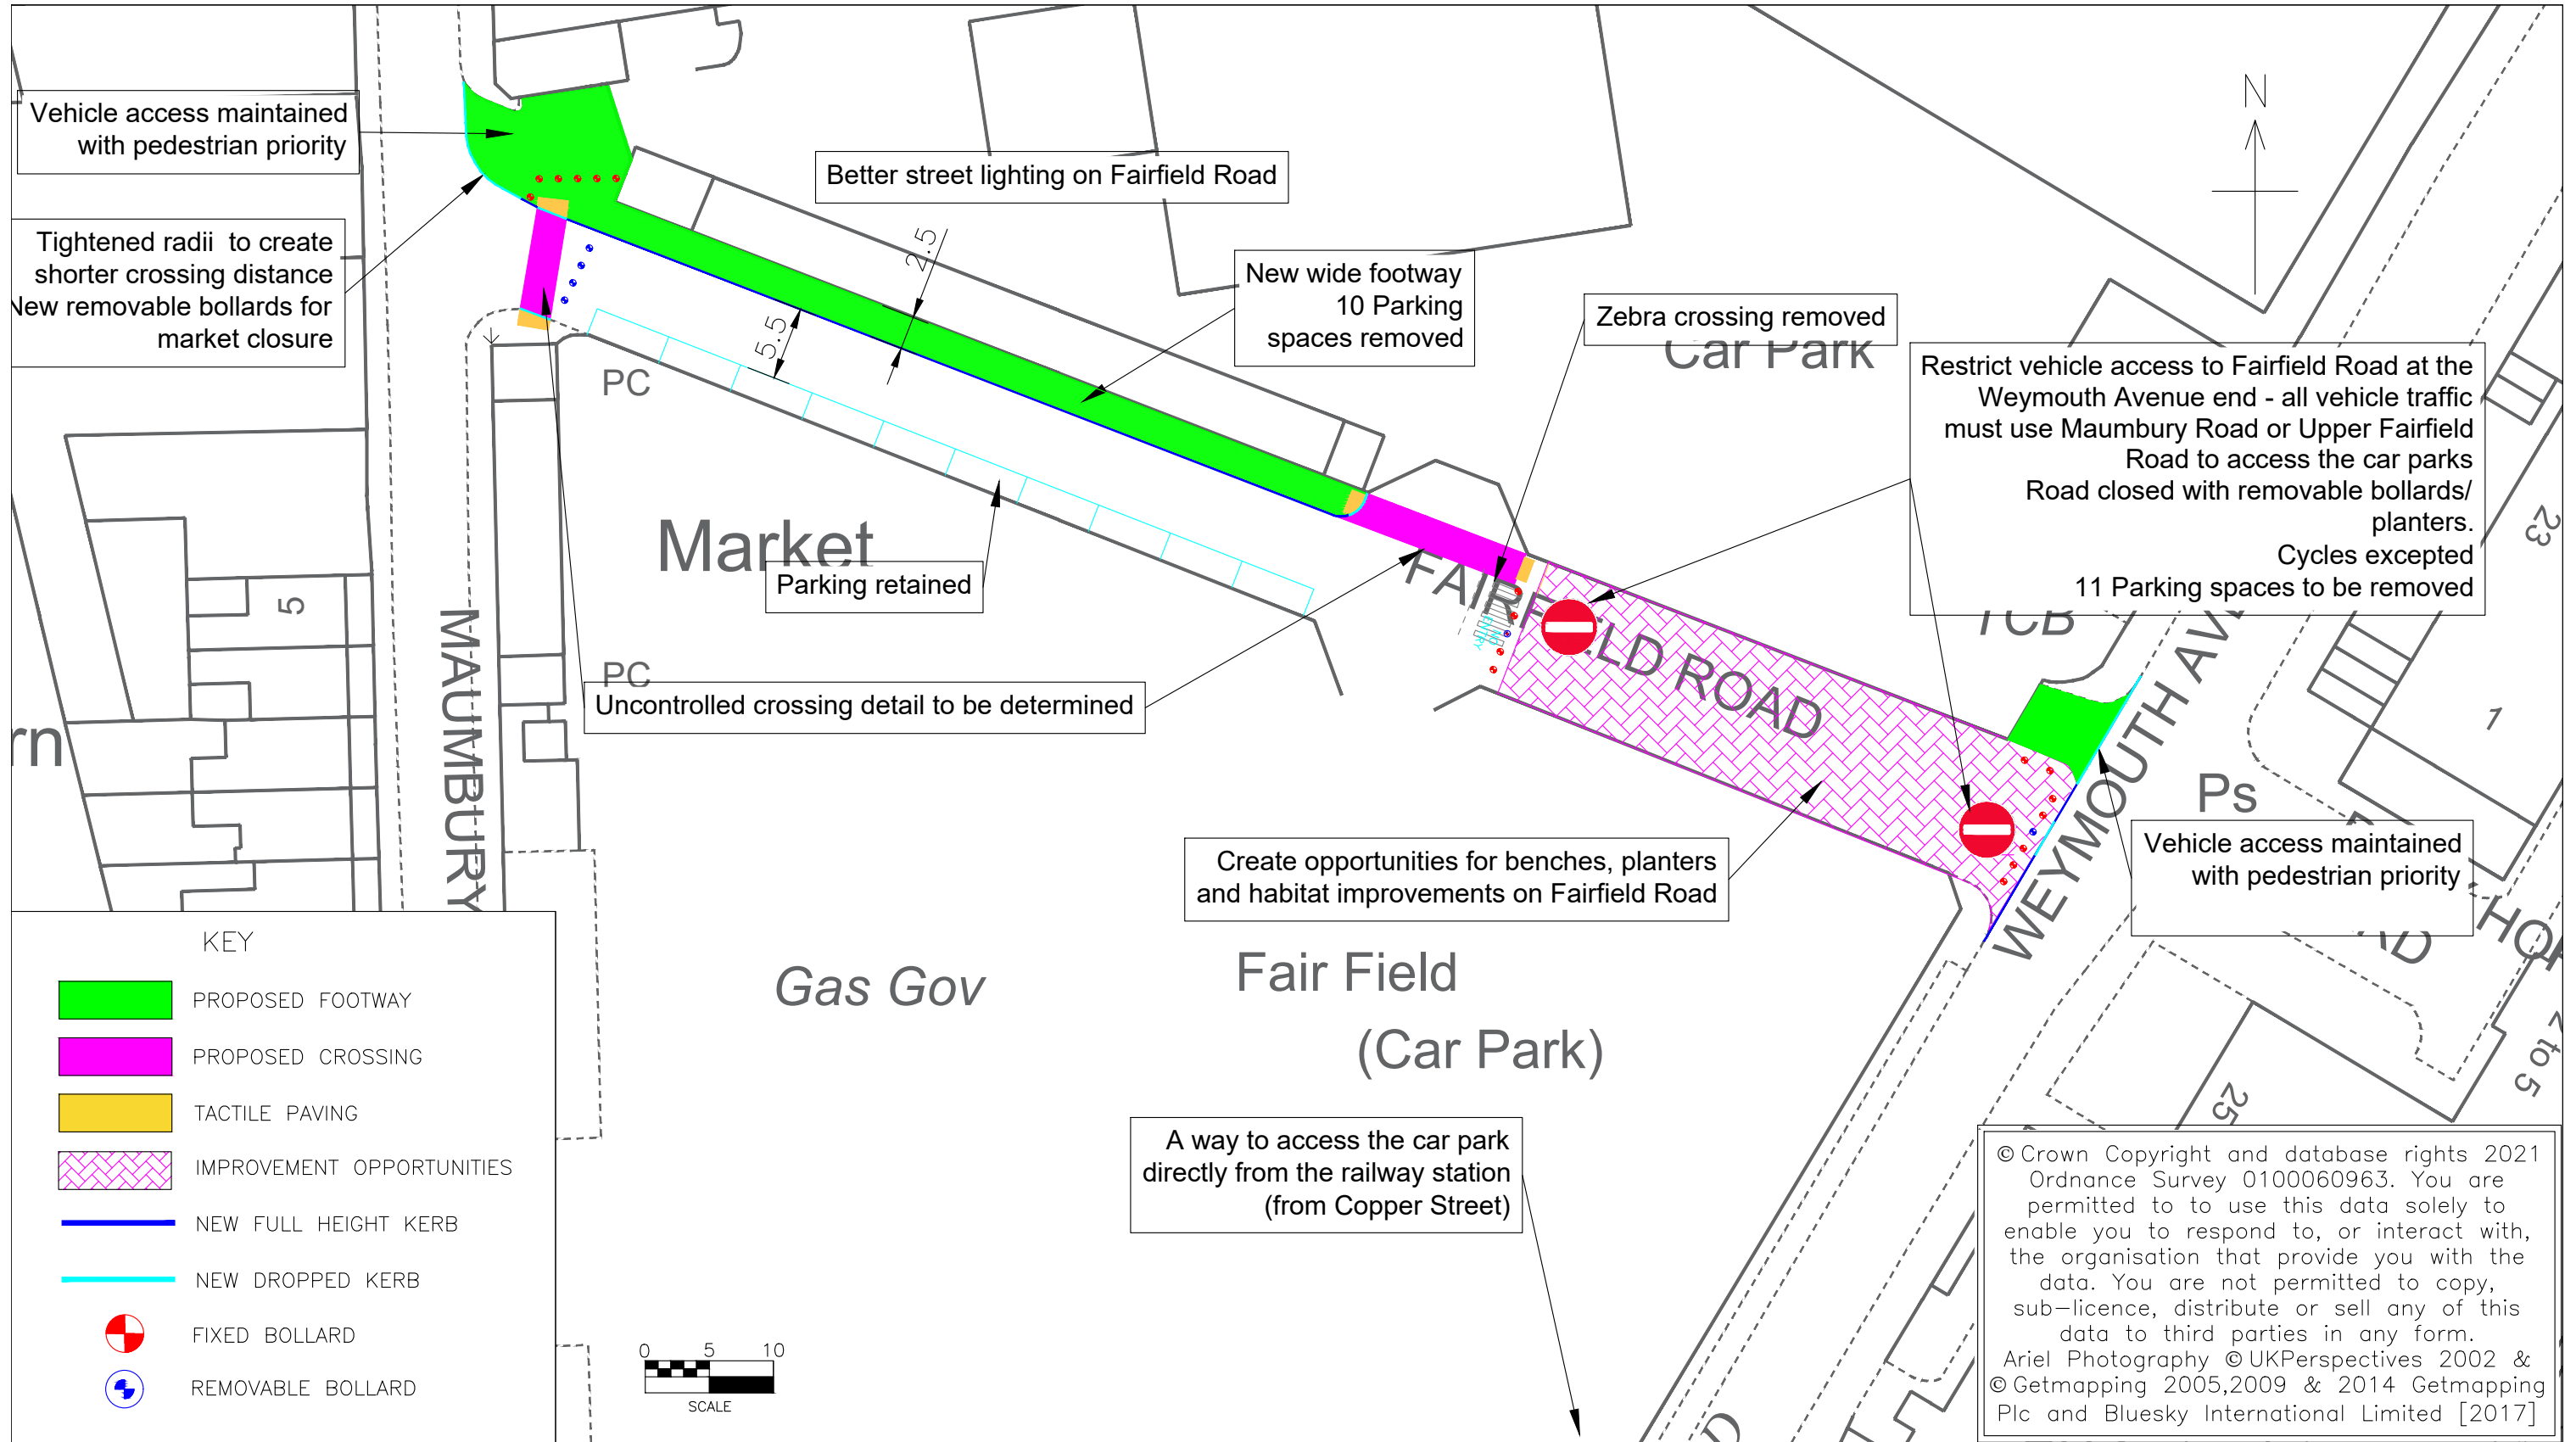 Vehicle access maintained
with pedestrian priority
Tightened radii to create
shorter crossing distance
New removable bollards for
market closure
Better street lighting on Fairfield Road
N
2.5
5.5
New wide footway
10 Parking
spaces removed
Zebra crossing removed
Car Park
Restrict vehicle access to Fairfield Road at the
Weymouth Avenue end - all vehicle traffic
must use Maumbury Road or Upper Fairfield
Road to access the car parks
Road closed with removable bollards/
planters.
Cycles excepted
11 Parking spaces to be removed
23
PC
Market
Parking retained
5
FAIRFIELD ROAD
TCB
PC
Uncontrolled crossing detail to be determined
MAUMBURY
rn
1
Ps
WEYMOUTH AVE
Create opportunities for benches, planters
and habitat improvements on Fairfield Road
Vehicle access maintained
with pedestrian priority
Gas Gov
Fair Field
(Car Park)
2 to 5
25
A way to access the car park
directly from the railway station
(from Copper Street)
KEY
PROPOSED FOOTWAY
PROPOSED CROSSING
TACTILE PAVING
IMPROVEMENT OPPORTUNITIES
NEW FULL HEIGHT KERB
NEW DROPPED KERB
FIXED BOLLARD
REMOVABLE BOLLARD
0 5 10
SCALE
© Crown Copyright and database rights 2021
Ordnance Survey 0100060963. You are
permitted to to use this data solely to
enable you to respond to, or interact with,
the organisation that provide you with the
data. You are not permitted to copy,
sub-licence, distribute or sell any of this
data to third parties in any form.
Ariel Photography © UKPerspectives 2002 &
© Getmapping 2005,2009 & 2014 Getmapping
Plc and Bluesky International Limited [2017]